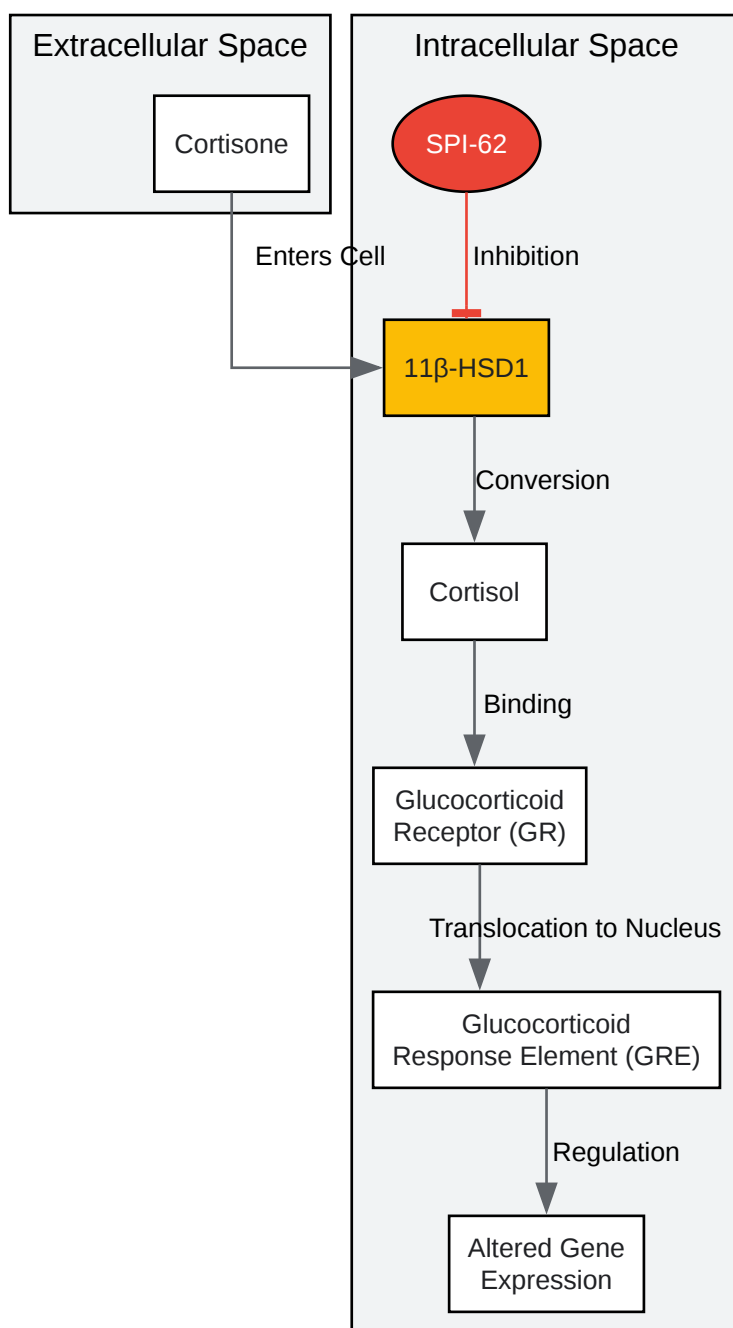 Extracellular Space
Intracellular Space
Cortisone
SPI-62
Enters Cell
Inhibition
11β-HSD1
Conversion
Cortisol
Binding
Glucocorticoid
Receptor (GR)
Translocation to Nucleus
Glucocorticoid
Response Element (GRE)
Regulation
Altered Gene
Expression